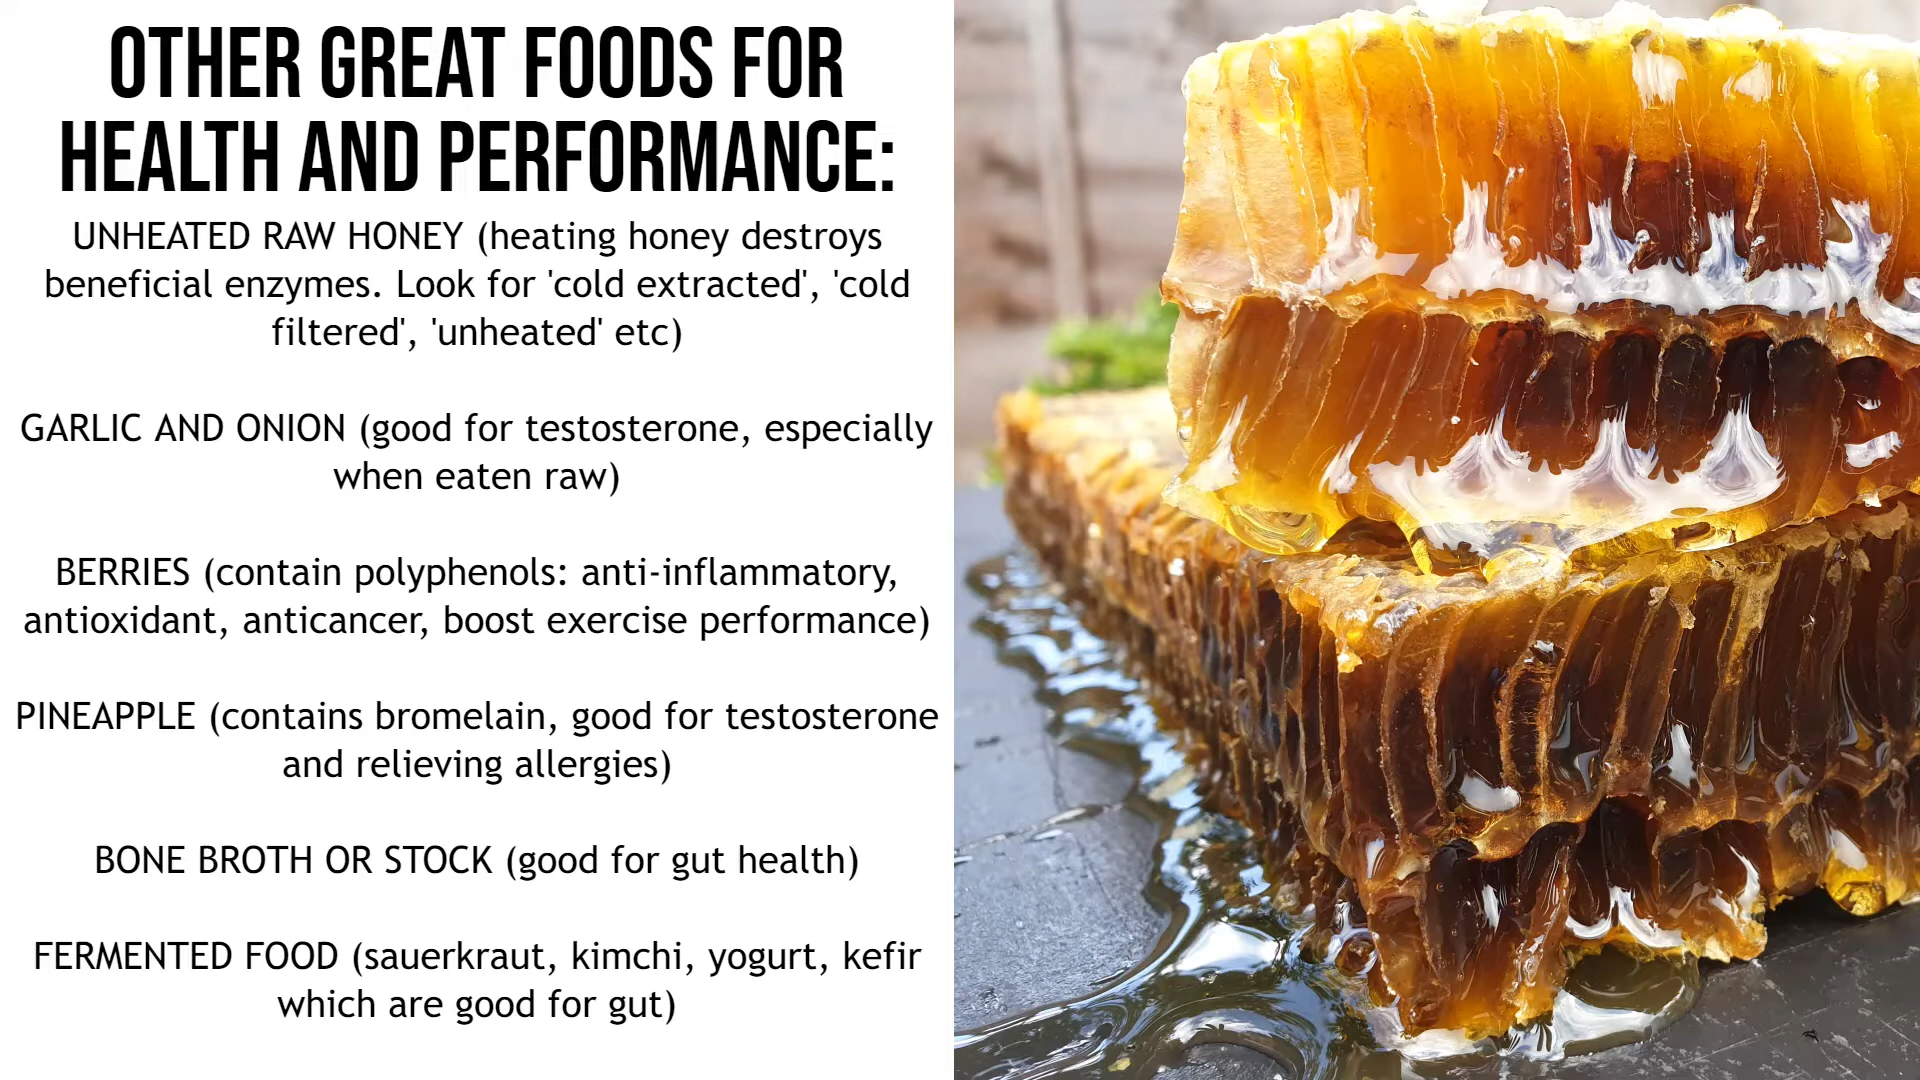 OTHER GREAT FOODS FOR
HEALTH AND PERFORMANCE:
UNHEATED RAW HONEY (heating honey destroys
beneficial enzymes. Look for 'cold extracted', 'cold
filtered', 'unheated' etc)
GARLIC AND ONION (good for testosterone, especially
when eaten raw)
BERRIES (contain polyphenols: anti-inflammatory,
antioxidant, anticancer, boost exercise performance)
PINEAPPLE (contains bromelain, good for testosterone
and relieving allergies)
BONE BROTH OR STOCK (good for gut health)
FERMENTED FOOD (sauerkraut, kimchi, yogurt, kefir
which are good for gut)